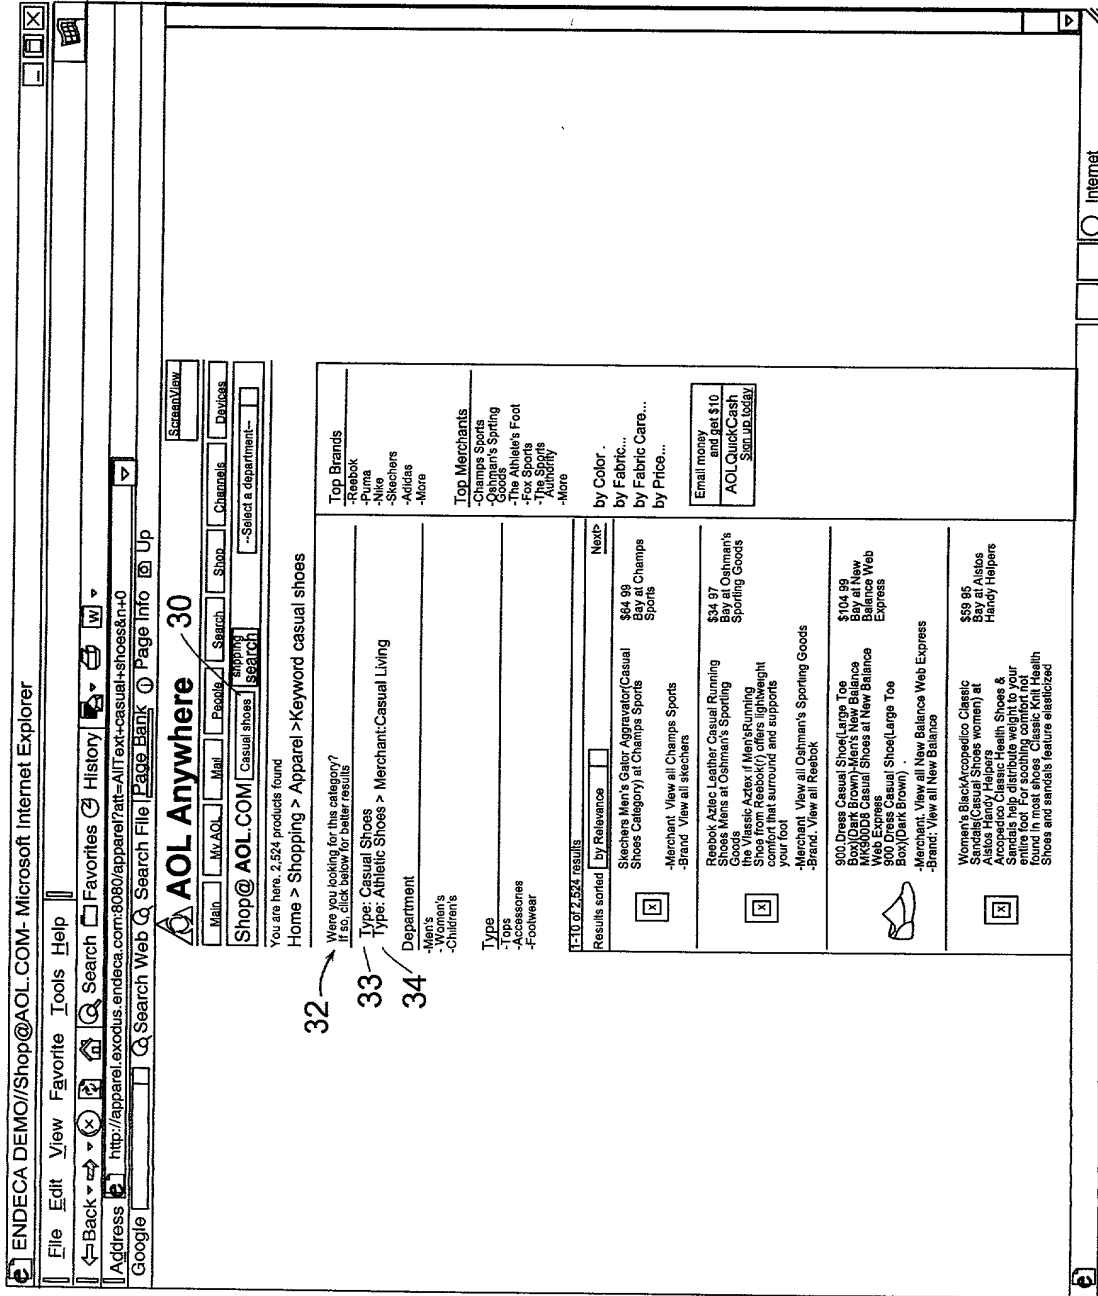 ENDECA DEMO//Shop@AOL.COM- Microsoft Internet Explorer
File Edit View Favorite Tools Help
Back Search Favorites History W
Address http://apparel.exodus.endeca.com:8080/apparel?att=AllText+casual+shoes&n+0
Google Search Web Search File Page Bank Page Info Up
AOL Anywhere
ScreenView
Main My AOL Mail People Search Shop Channels Devices
30
Shop@ AOL.COM Casual shoes shpping search --Select a department--
You are here. 2,524 products found
Home > Shopping > Apparel >Keyword casual shoes
32
Were you looking for this category?
If so, click below for better results
33
Type: Casual Shoes
Type: Athletic Shoes > Merchant:Casual Living
34
Department
-Men's
- Women's
-Children's
Type
-Tops
-Accessories
-Footwear
Top Brands
-Reebok
-Puma
-Nike
-Skechers
-Adidas
-More
Top Merchants
-Champs Sports
-Oshman's Sprting
Goods
-The Athlete's Foot
-Fox Sports
-The Sports
Authority
-More
by Color .
by Fabric...
by Fabric Care...
by Price...
Email money
and get $10
AOLQuickCash
Sign up today
1-10 of 2,524 results
Results sorted by Relevance Next>
Skechers Men's Gator Aggravator(Casual
Shoes Category) at Champs Sports
$64 99
Bay at Champs
Sports
-Merchant View all Champs Sports
-Brand View all skechers
Reebok Aztec Leather Casual Running
Shoes Mens at Oshman's Sporting
Goods
the Vlassic Aztex if Men'sRunning
Shoe from Reebok(r) offers lightweight
comfort that surround and supports
your foot
$34 97
Bay at Oshman's
Sporting Goods
-Merchant View all Oshman's Sporting Goods
-Brand. View all Reebok
900.Dress Casual Shoe(Large Toe
Box)(Dark Brown)-Men's New Balance
MK900DB Casual Shoes at New Balance
Web Express
900 Dress Casual Shoe(Large Toe
Box)(Dark Brown) .
$104 99
Bay at New
Balance Web
Express
-Merchant. View all New Balance Web Express
-Brand: View all New Balance
Women's BlackArcopedico Classic
Sandals(Casual Shoes women) at
Alstos Handy Helpers
Arcopedico Classic Health Shoes &
Sandals help distribute weight to your
entire foot For soothing comfort not
found in most shoes Classic Knit Health
Shoes and sandals feature elasticized
$59 95
Bay at Alstos
Handy Helpers
Internet